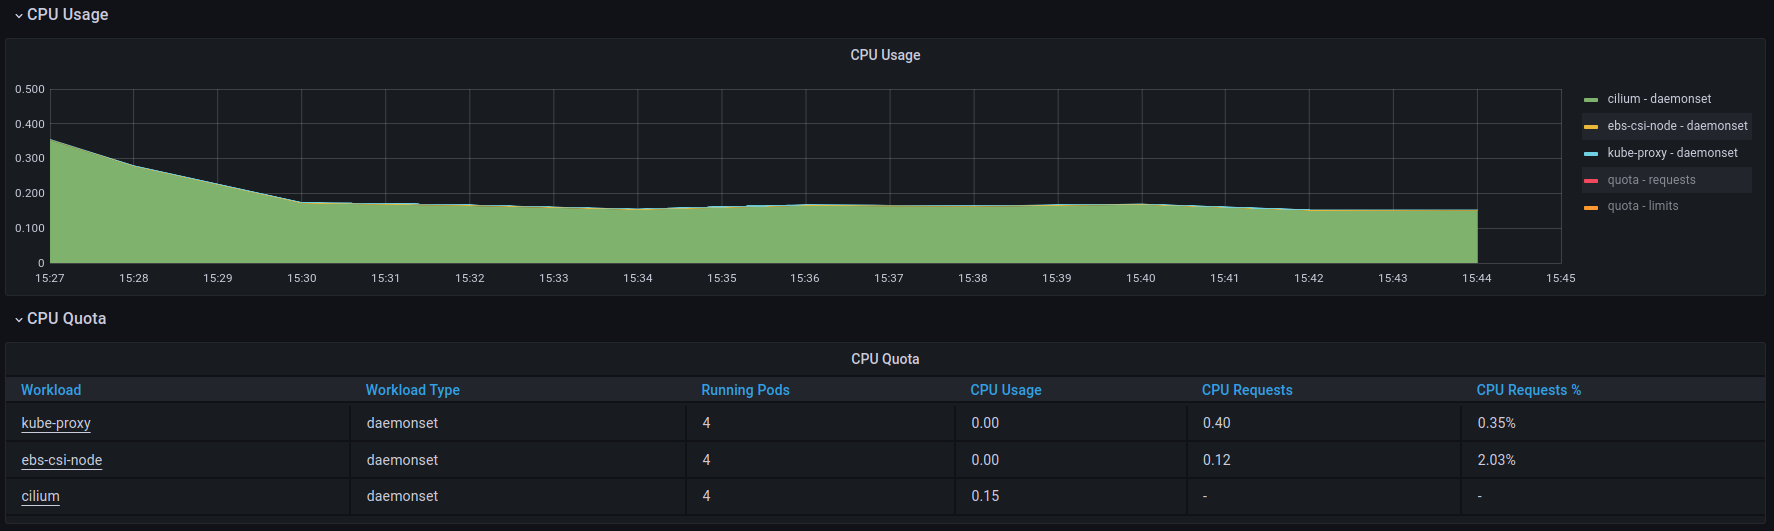 CPU Usage
CPU Usage
0.500
0.400
0.300
0.200
0.100
0
15:27 15:28 15:29 15:30 15:31 15:32 15:33 15:34 15:35 15:36 15:37 15:38 15:39 15:40 15:41 15:42 15:43 15:44 15:45
cilium - daemonset
ebs-csi-node - daemonset
kube-proxy - daemonset
quota - requests
quota - limits
CPU Quota
CPU Quota
Workload Workload Type Running Pods CPU Usage CPU Requests CPU Requests %
kube-proxy daemonset 4 0.00 0.40 0.35%
ebs-csi-node daemonset 4 0.00 0.12 2.03%
cilium daemonset 4 0.15 - -